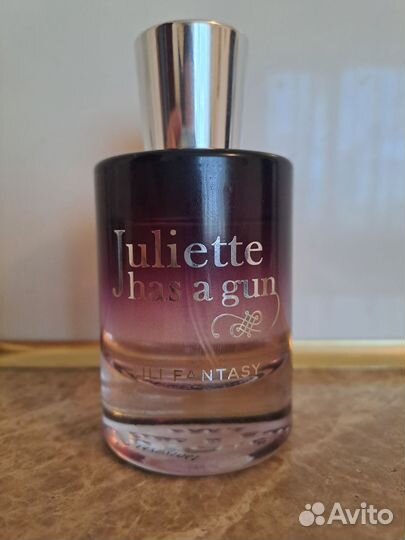 Juliette
has a gun
LILI FANTASY
Avito